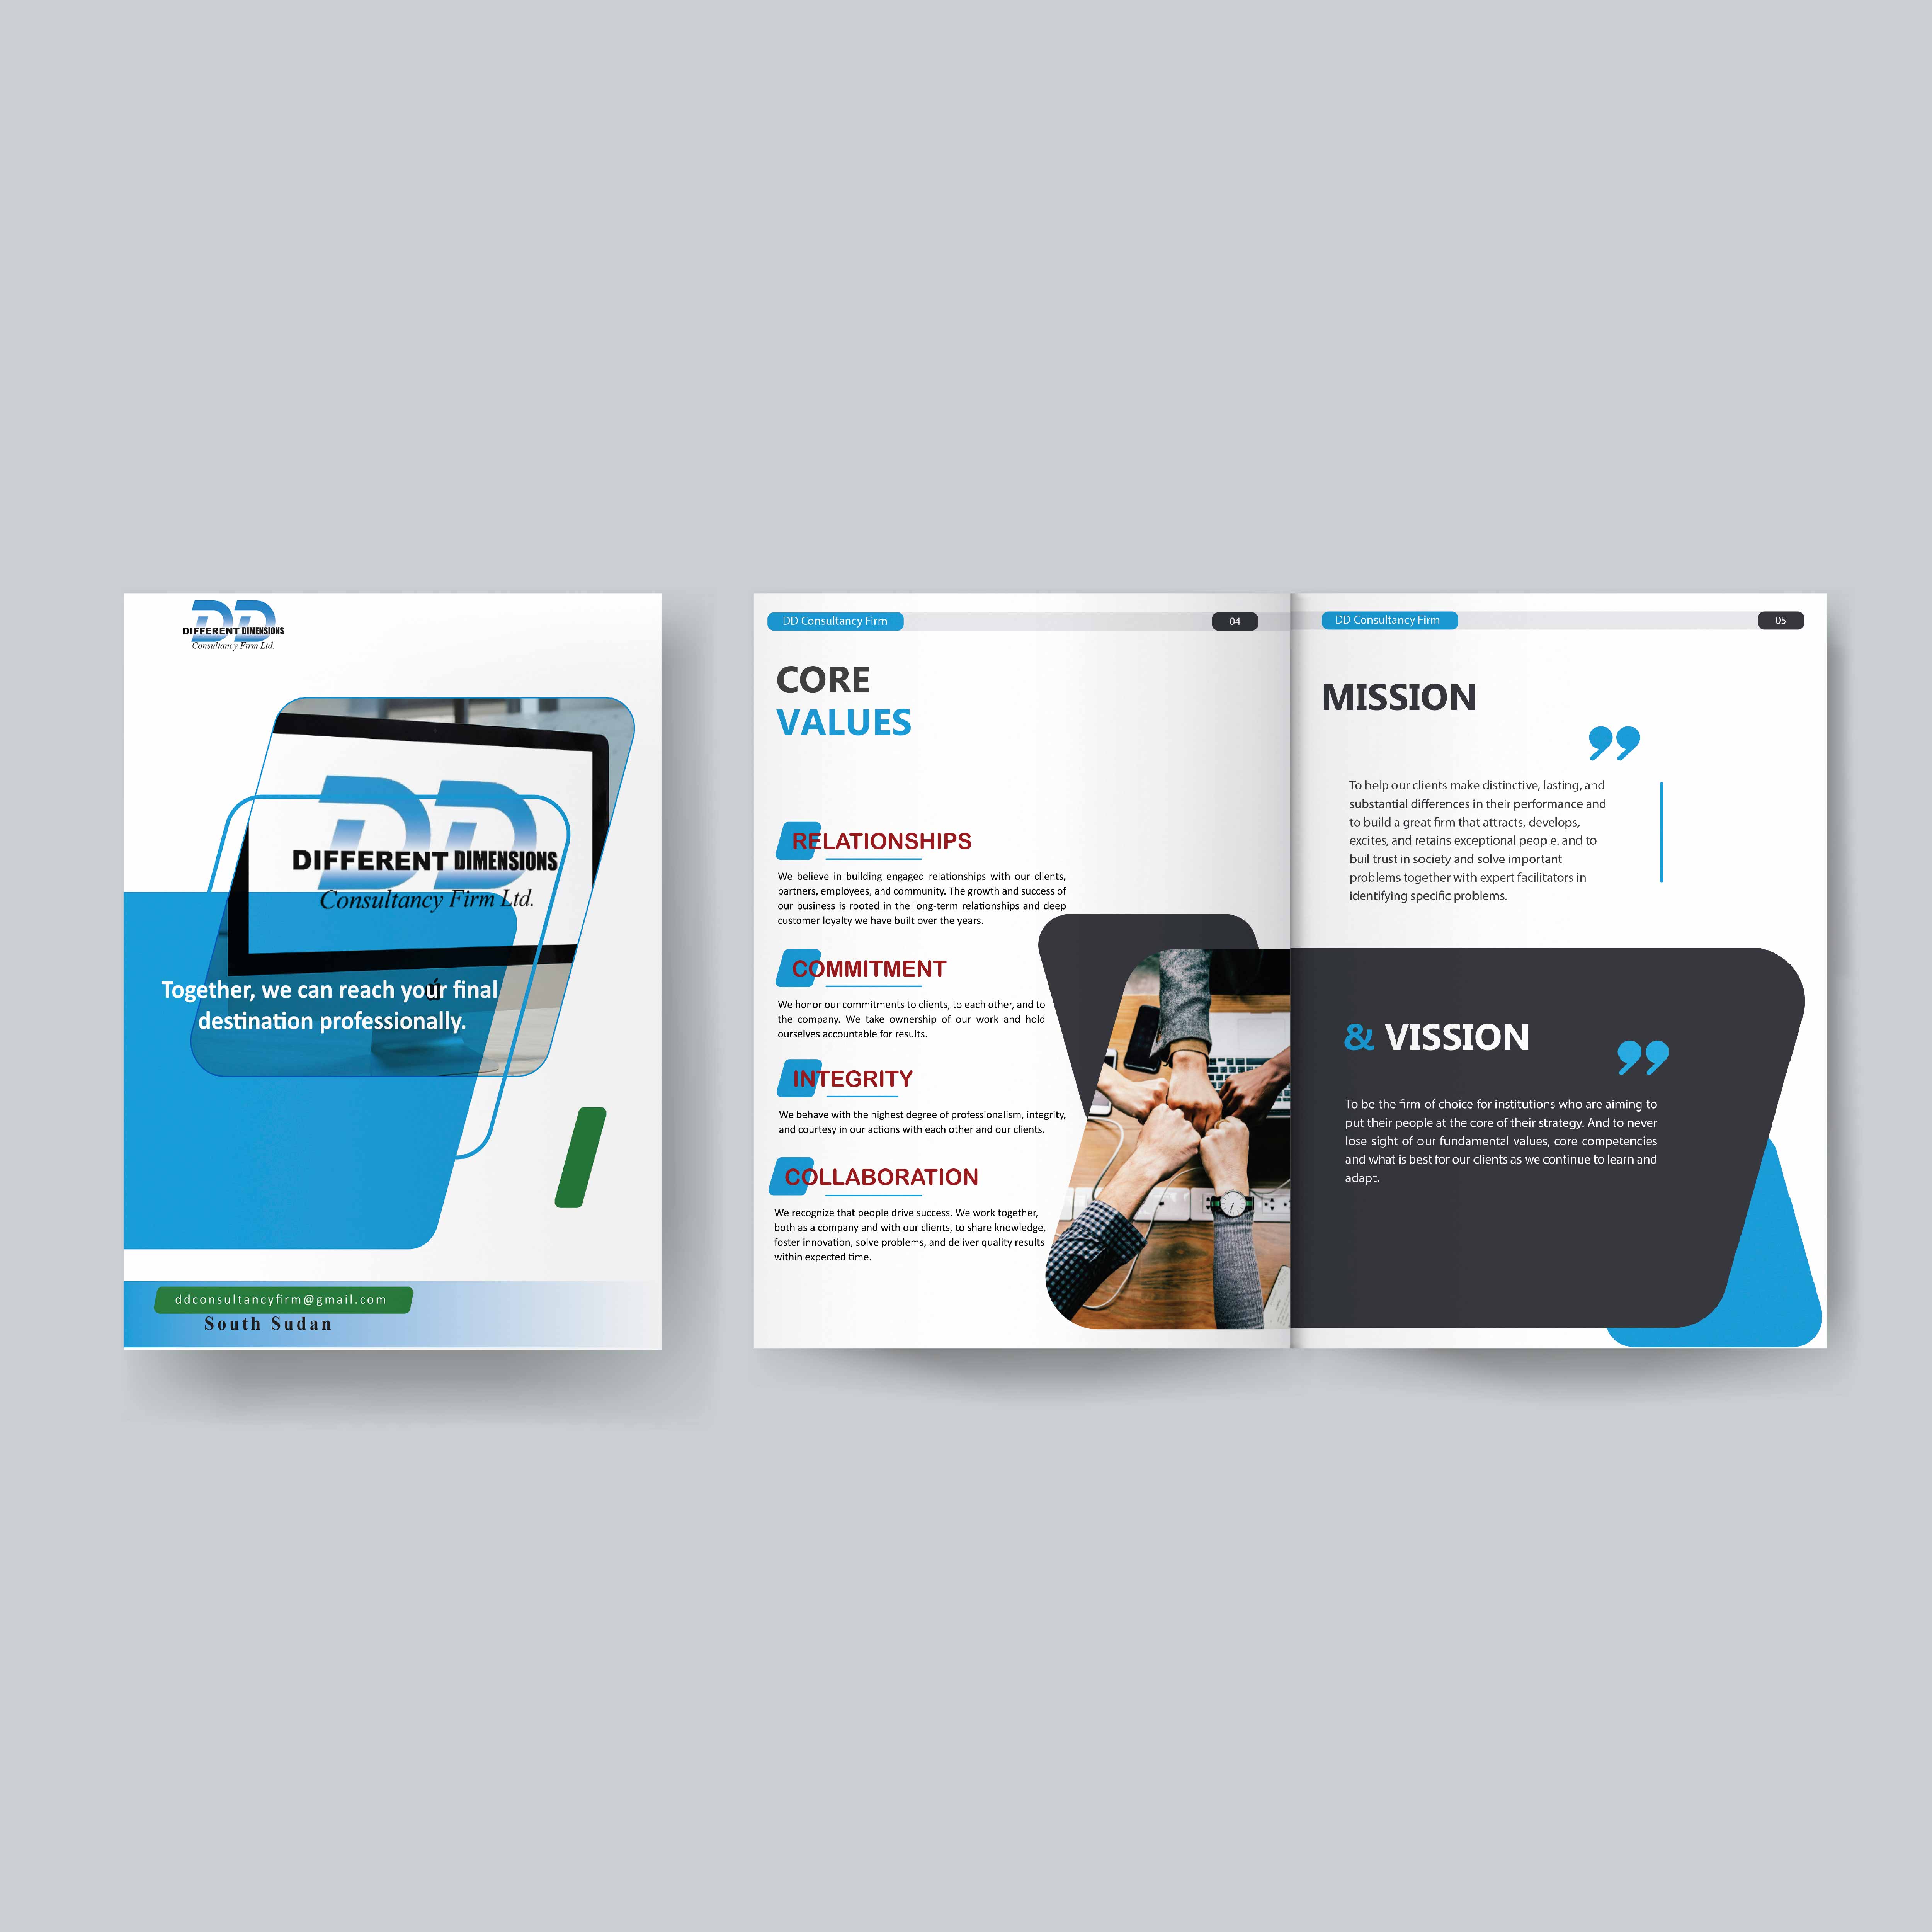 DD
DIFFERENT DIMENSIONS
Consultancy Firm Ltd.
DD
DIFFERENT DIMENSIONS
Consultancy Firm Ltd.
Together, we can reach your final
destination professionally.
ddconsultancyfirm@gmail.com
South Sudan
DD Consultancy Firm
04
CORE
VALUES
RELATIONSHIPS
We believe in building engaged relationships with our clients,
partners, employees, and community. The growth and success of
our business is rooted in the long-term relationships and deep
customer loyalty we have built over the years.
COMMITMENT
We honor our commitments to clients, to each other, and to
the company. We take ownership of our work and hold
ourselves accountable for results.
INTEGRITY
We behave with the highest degree of professionalism, integrity,
and courtesy in our actions with each other and our clients.
COLLABORATION
We recognize that people drive success. We work together,
both as a company and with our clients, to share knowledge,
foster innovation, solve problems, and deliver quality results
within expected time.
DD Consultancy Firm
05
MISSION
”
To help our clients make distinctive, lasting, and
substantial differences in their performance and
to build a great firm that attracts, develops,
excites, and retains exceptional people. and to
buil trust in society and solve important
problems together with expert facilitators in
identifying specific problems.
& VISSION
”
To be the firm of choice for institutions who are aiming to
put their people at the core of their strategy. And to never
lose sight of our fundamental values, core competencies
and what is best for our clients as we continue to learn and
adapt.